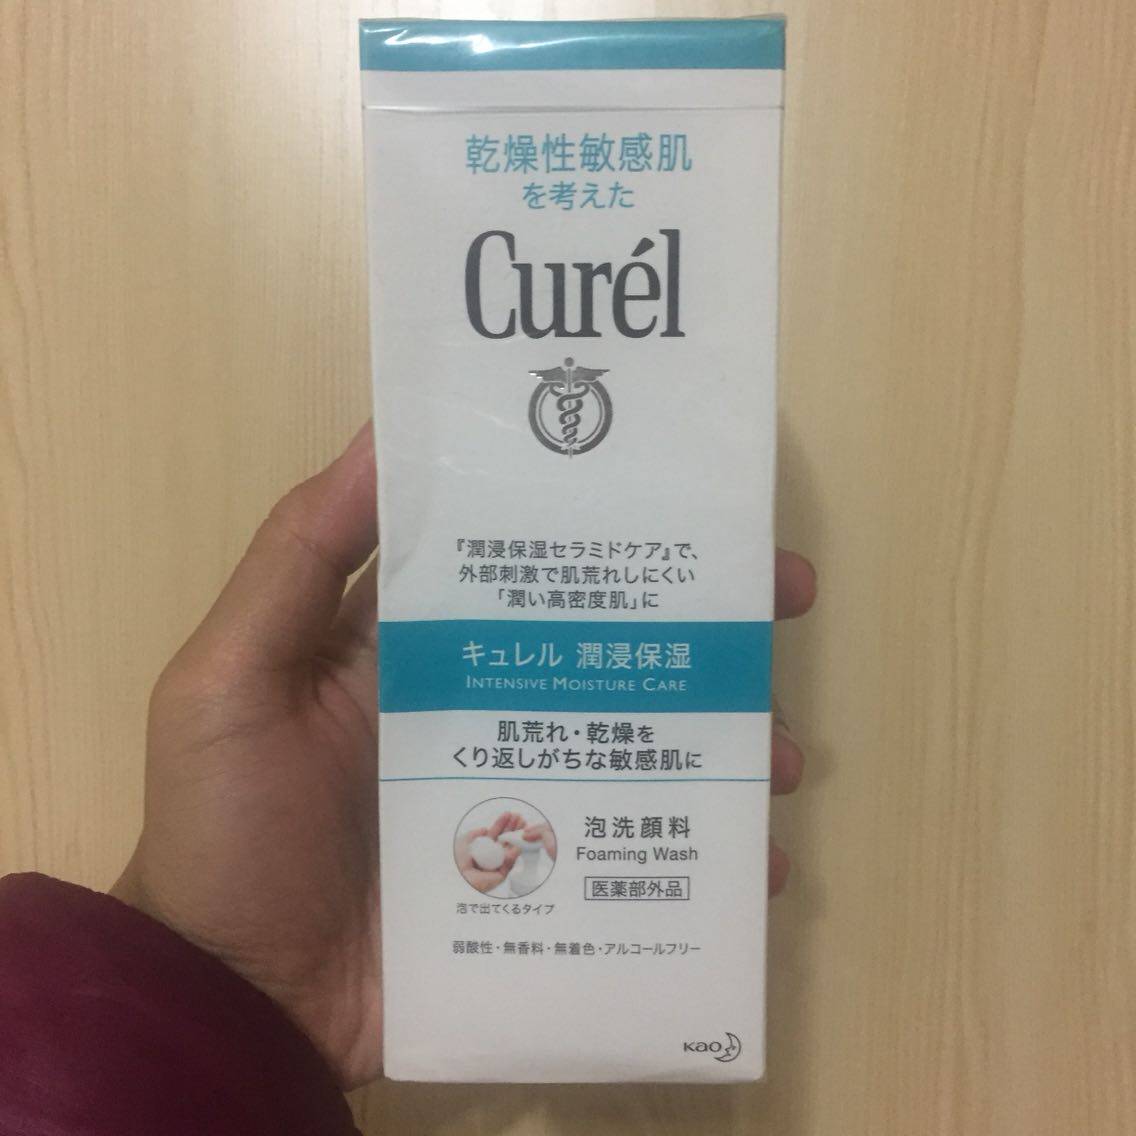 乾燥性敏感肌
を考えた
Curél
『潤浸保湿セラミドケア』で、
外部刺激で肌荒れしにくい
「潤い高密度肌」に
キュレル 潤浸保湿
INTENSIVE MOISTURE CARE
肌荒れ・乾燥を
くり返しがちな敏感肌に
泡洗顔料
Foaming Wash
医薬部外品
泡で出てくるタイプ
弱酸性・無香料・無着色・アルコールフリー
Kao